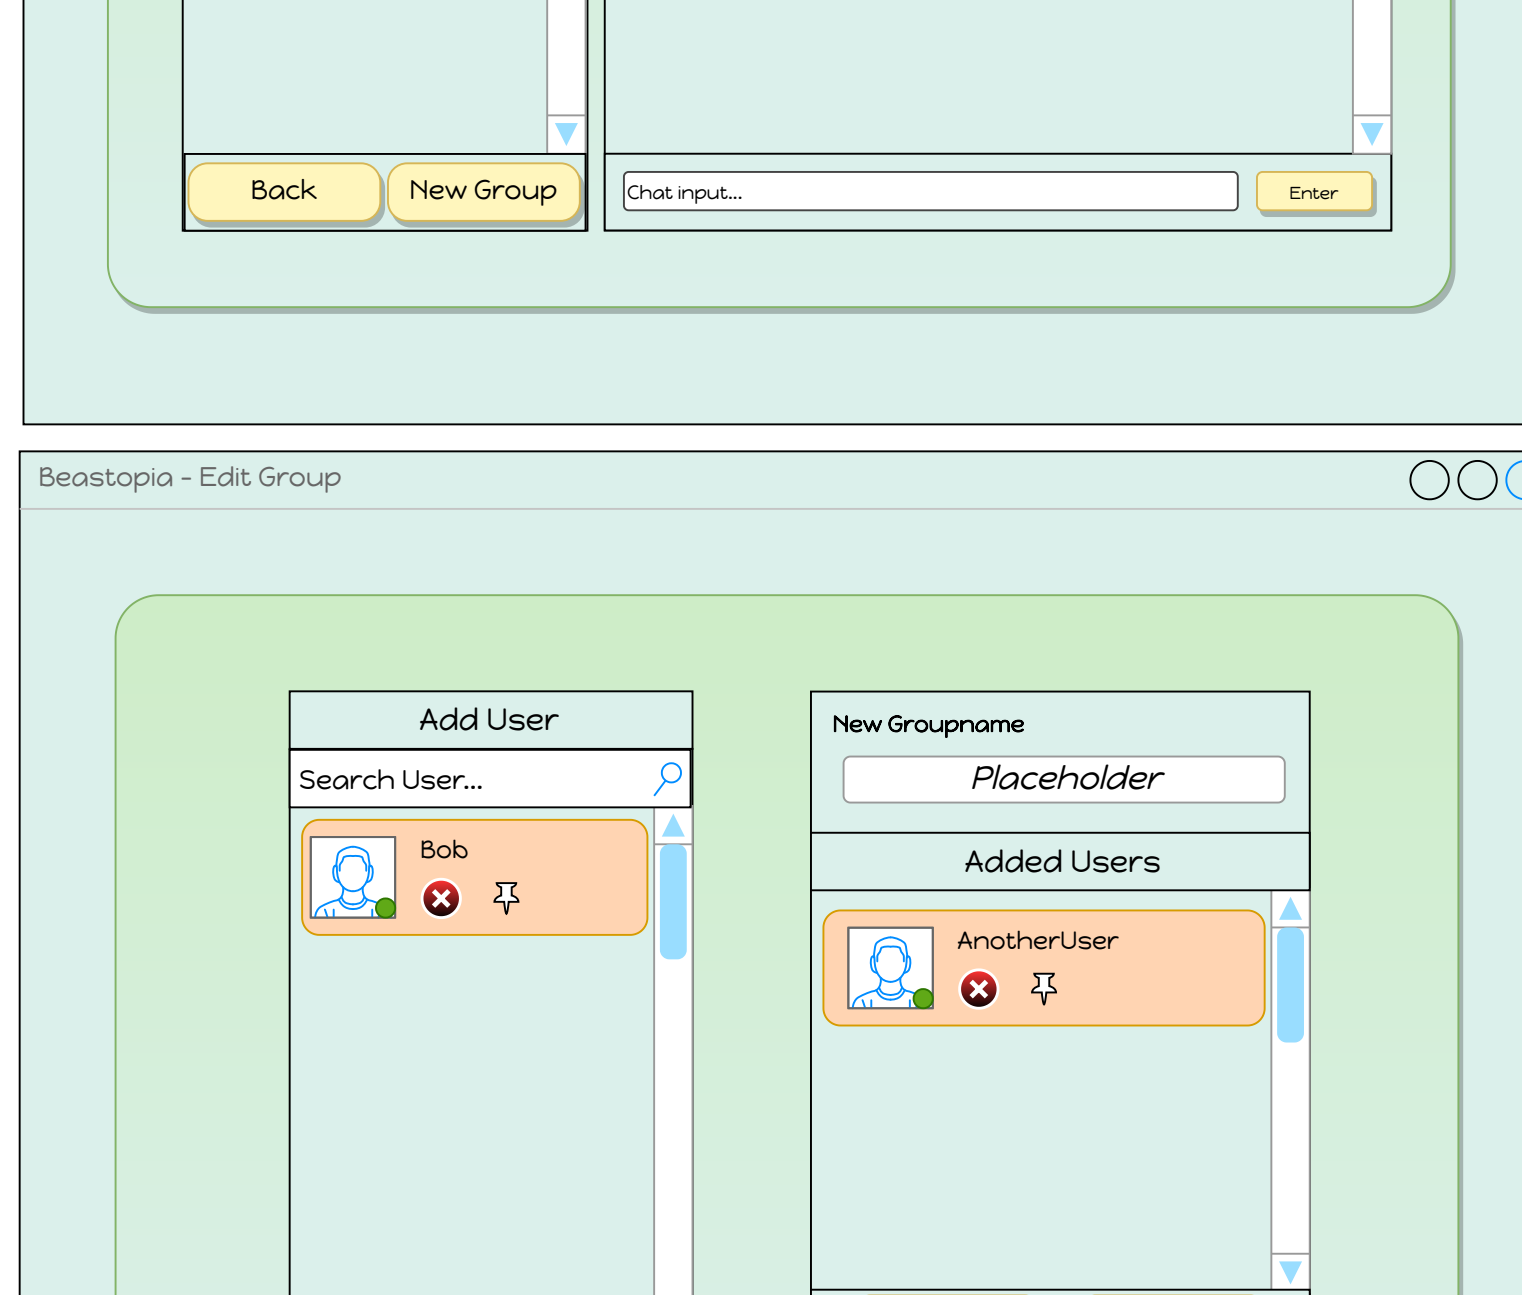 Back
New Group
Chat input...
Enter
Beastopia - Edit Group
Add User
Search User...
Bob
New Groupname
Placeholder
Added Users
AnotherUser